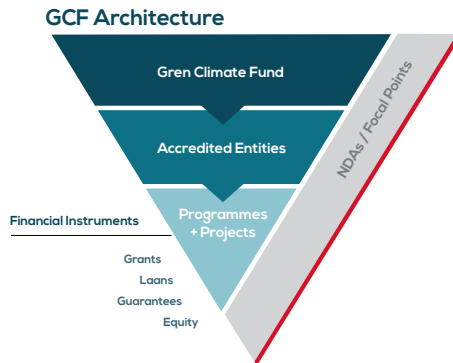 GCF Architecture
Gren Climate Fund
Accredited Entities
Programmes
+ Projects
NDAs / Focal Points
Financial Instruments
Grants
Laans
Guarantees
Equity